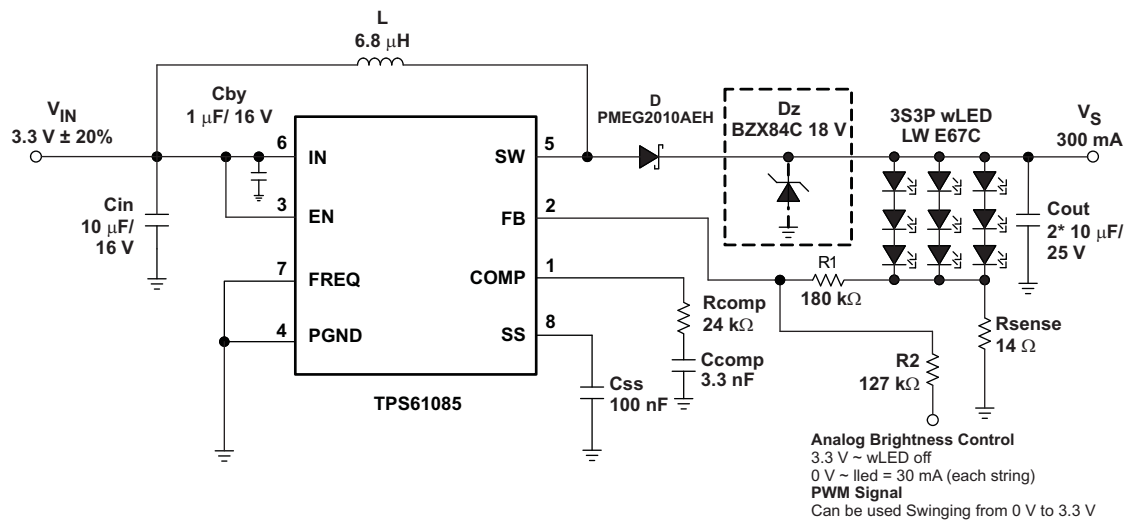 L
6.8 μH
Cby
1 μF/ 16 V
VIN
3.3 V ± 20%
D
PMEG2010AEH
Dz
BZX84C 18 V
3S3P wLED
LW E67C
VS
300 mA
6
IN
SW
5
3
EN
FB
2
Cin
10 μF/
16 V
Cout
2* 10 μF/
25 V
7
FREQ
COMP
1
R1
180 kΩ
Rcomp
24 kΩ
4
PGND
SS
8
Rsense
14 Ω
R2
127 kΩ
Ccomp
3.3 nF
Css
100 nF
TPS61085
Analog Brightness Control
3.3 V ~ wLED off
0 V ~ Iled = 30 mA (each string)
PWM Signal
Can be used Swinging from 0 V to 3.3 V